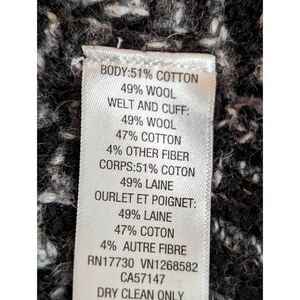 BODY:51% COTTON
49% WOOL
WELT AND CUFF:
49% WOOL
47% COTTON
4% OTHER FIBER
CORPS:51% COTON
49% LAINE
OURLET ET POIGNET:
49% LAINE
47% COTON
4% AUTRE FIBRE
RN17730 VN1268582
CA57147
DRY CLEAN ONLY